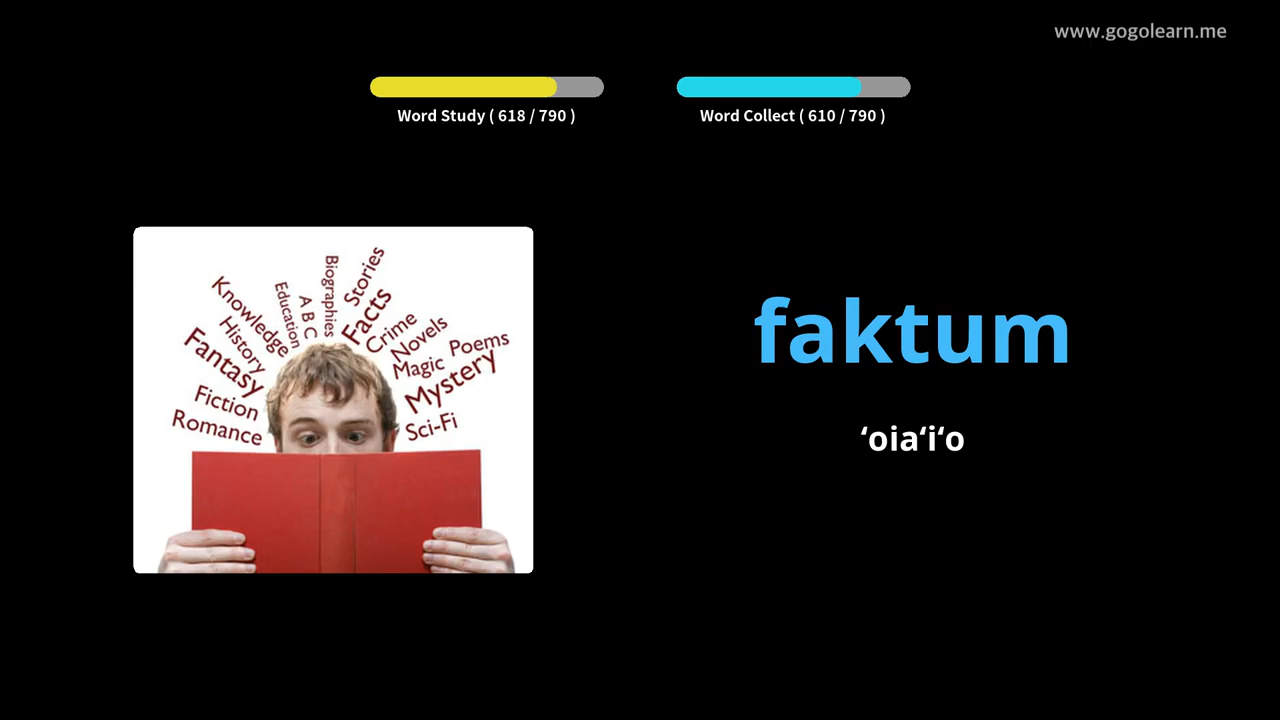 www.gogolearn.me
Word Study ( 618 / 790 )
Word Collect ( 610 / 790 )
Knowledge
History
Fantasy
Fiction
Romance
Education
A B C
Biographies
Stories
Facts
Crime
Novels
Magic
Poems
Mystery
Sci-Fi
faktum
ʻoiaʻiʻo